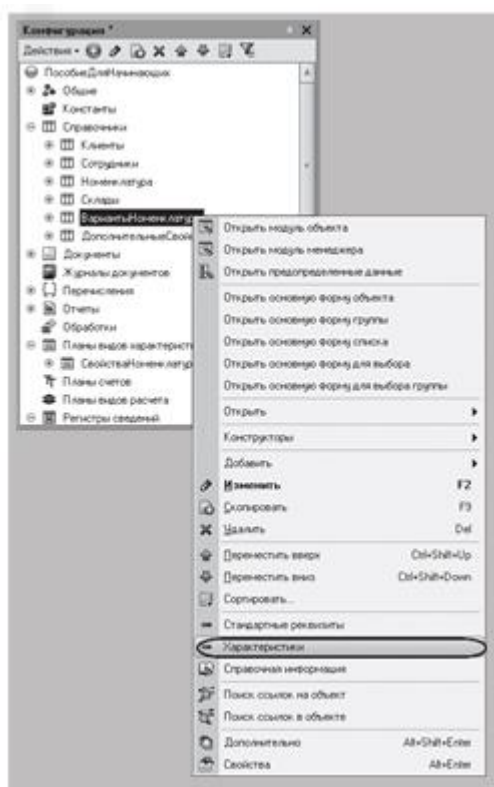 Конфигурация *
Действия
ПособиеДляНачинающих
Общие
Константы
Справочники
Клиенты
Сотрудники
Номенклатура
Склады
ВариантыНоменклатур
ДополнительныеСвой
Документы
Журналы документов
Перечисления
Отчеты
Обработки
Планы видов характерист
СвойстваНоменклатур
Планы счетов
Планы видов расчета
Регистры сведений
Открыть модуль объекта
Открыть модуль менеджера
Открыть предопределенные данные
Открыть основную форму объекта
Открыть основную форму группы
Открыть основную форму списка
Открыть основную форму для выбора
Открыть основную форму для выбора группы
Открыть
Конструкторы
Добавить
Изменить F2
Скопировать F9
Удалить Del
Переместить вверх Ctrl+Shift+Up
Переместить вниз Ctrl+Shift+Down
Сортировать...
Стандартные реквизиты
Характеристики
Справочная информация
Поиск ссылок на объект
Поиск ссылок в объекте
Дополнительно Alt+Shift+Enter
Свойства Alt+Enter